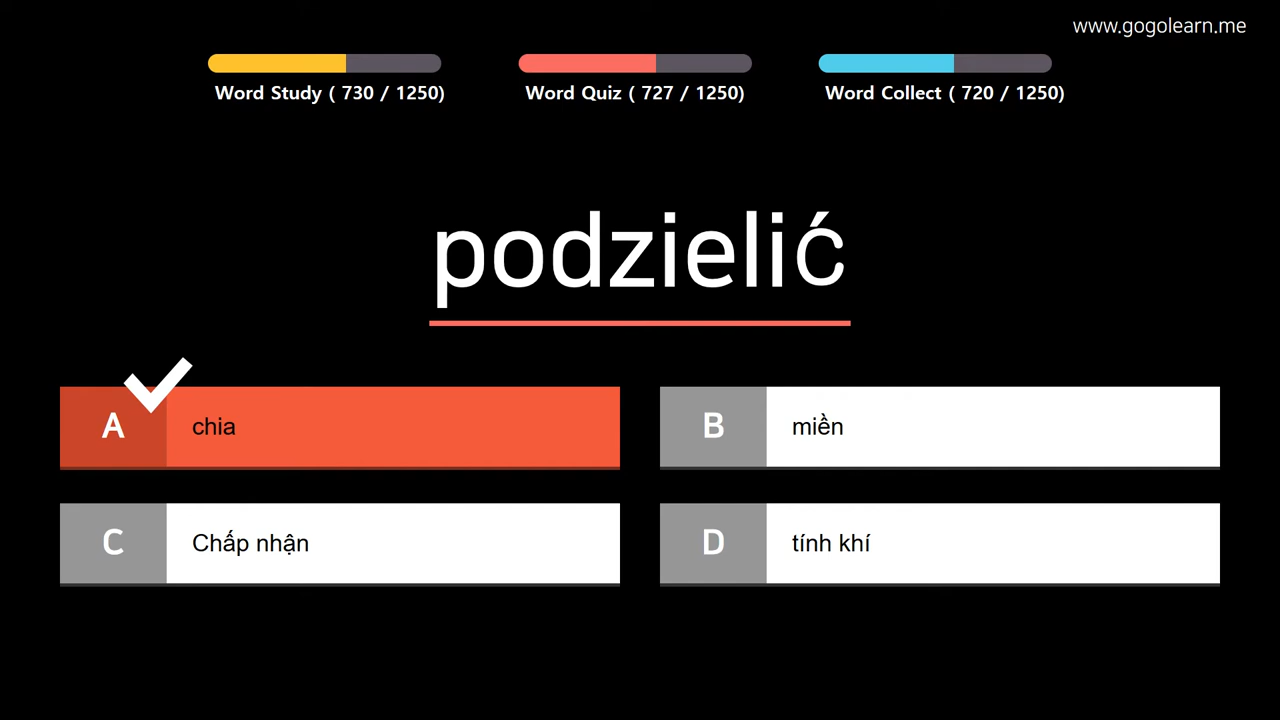 www.gogolearn.me
Word Study ( 730 / 1250)
Word Quiz ( 727 / 1250)
Word Collect ( 720 / 1250)
podzielić
A chia
B miền
C Chấp nhận
D tính khí